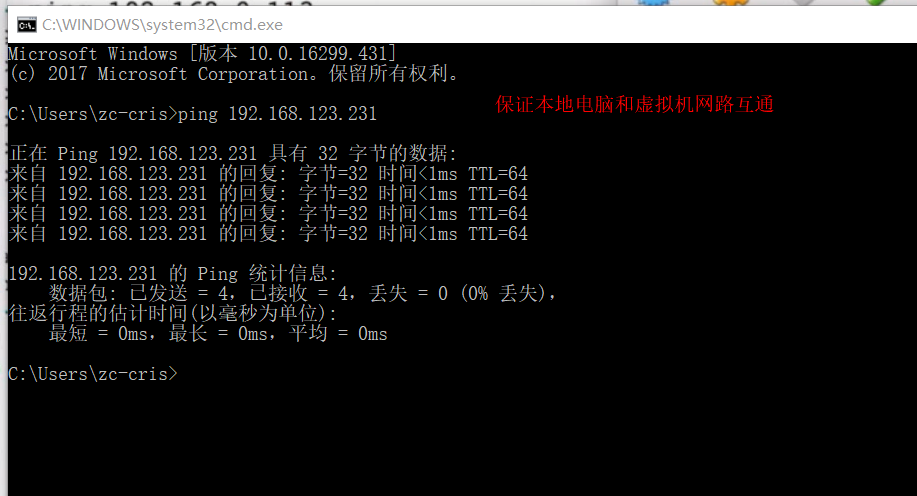 C:\WINDOWS\system32\cmd.exe
Microsoft Windows [版本 10.0.16299.431]
(c) 2017 Microsoft Corporation。保留所有权利。
C:\Users\zc-cris>ping 192.168.123.231
保证本地电脑和虚拟机网路互通
正在 Ping 192.168.123.231 具有 32 字节的数据:
来自 192.168.123.231 的回复: 字节=32 时间<1ms TTL=64
来自 192.168.123.231 的回复: 字节=32 时间<1ms TTL=64
来自 192.168.123.231 的回复: 字节=32 时间<1ms TTL=64
来自 192.168.123.231 的回复: 字节=32 时间<1ms TTL=64
192.168.123.231 的 Ping 统计信息:
数据包: 已发送 = 4，已接收 = 4，丢失 = 0 (0% 丢失)，
往返行程的估计时间(以毫秒为单位):
最短 = 0ms，最长 = 0ms，平均 = 0ms
C:\Users\zc-cris>